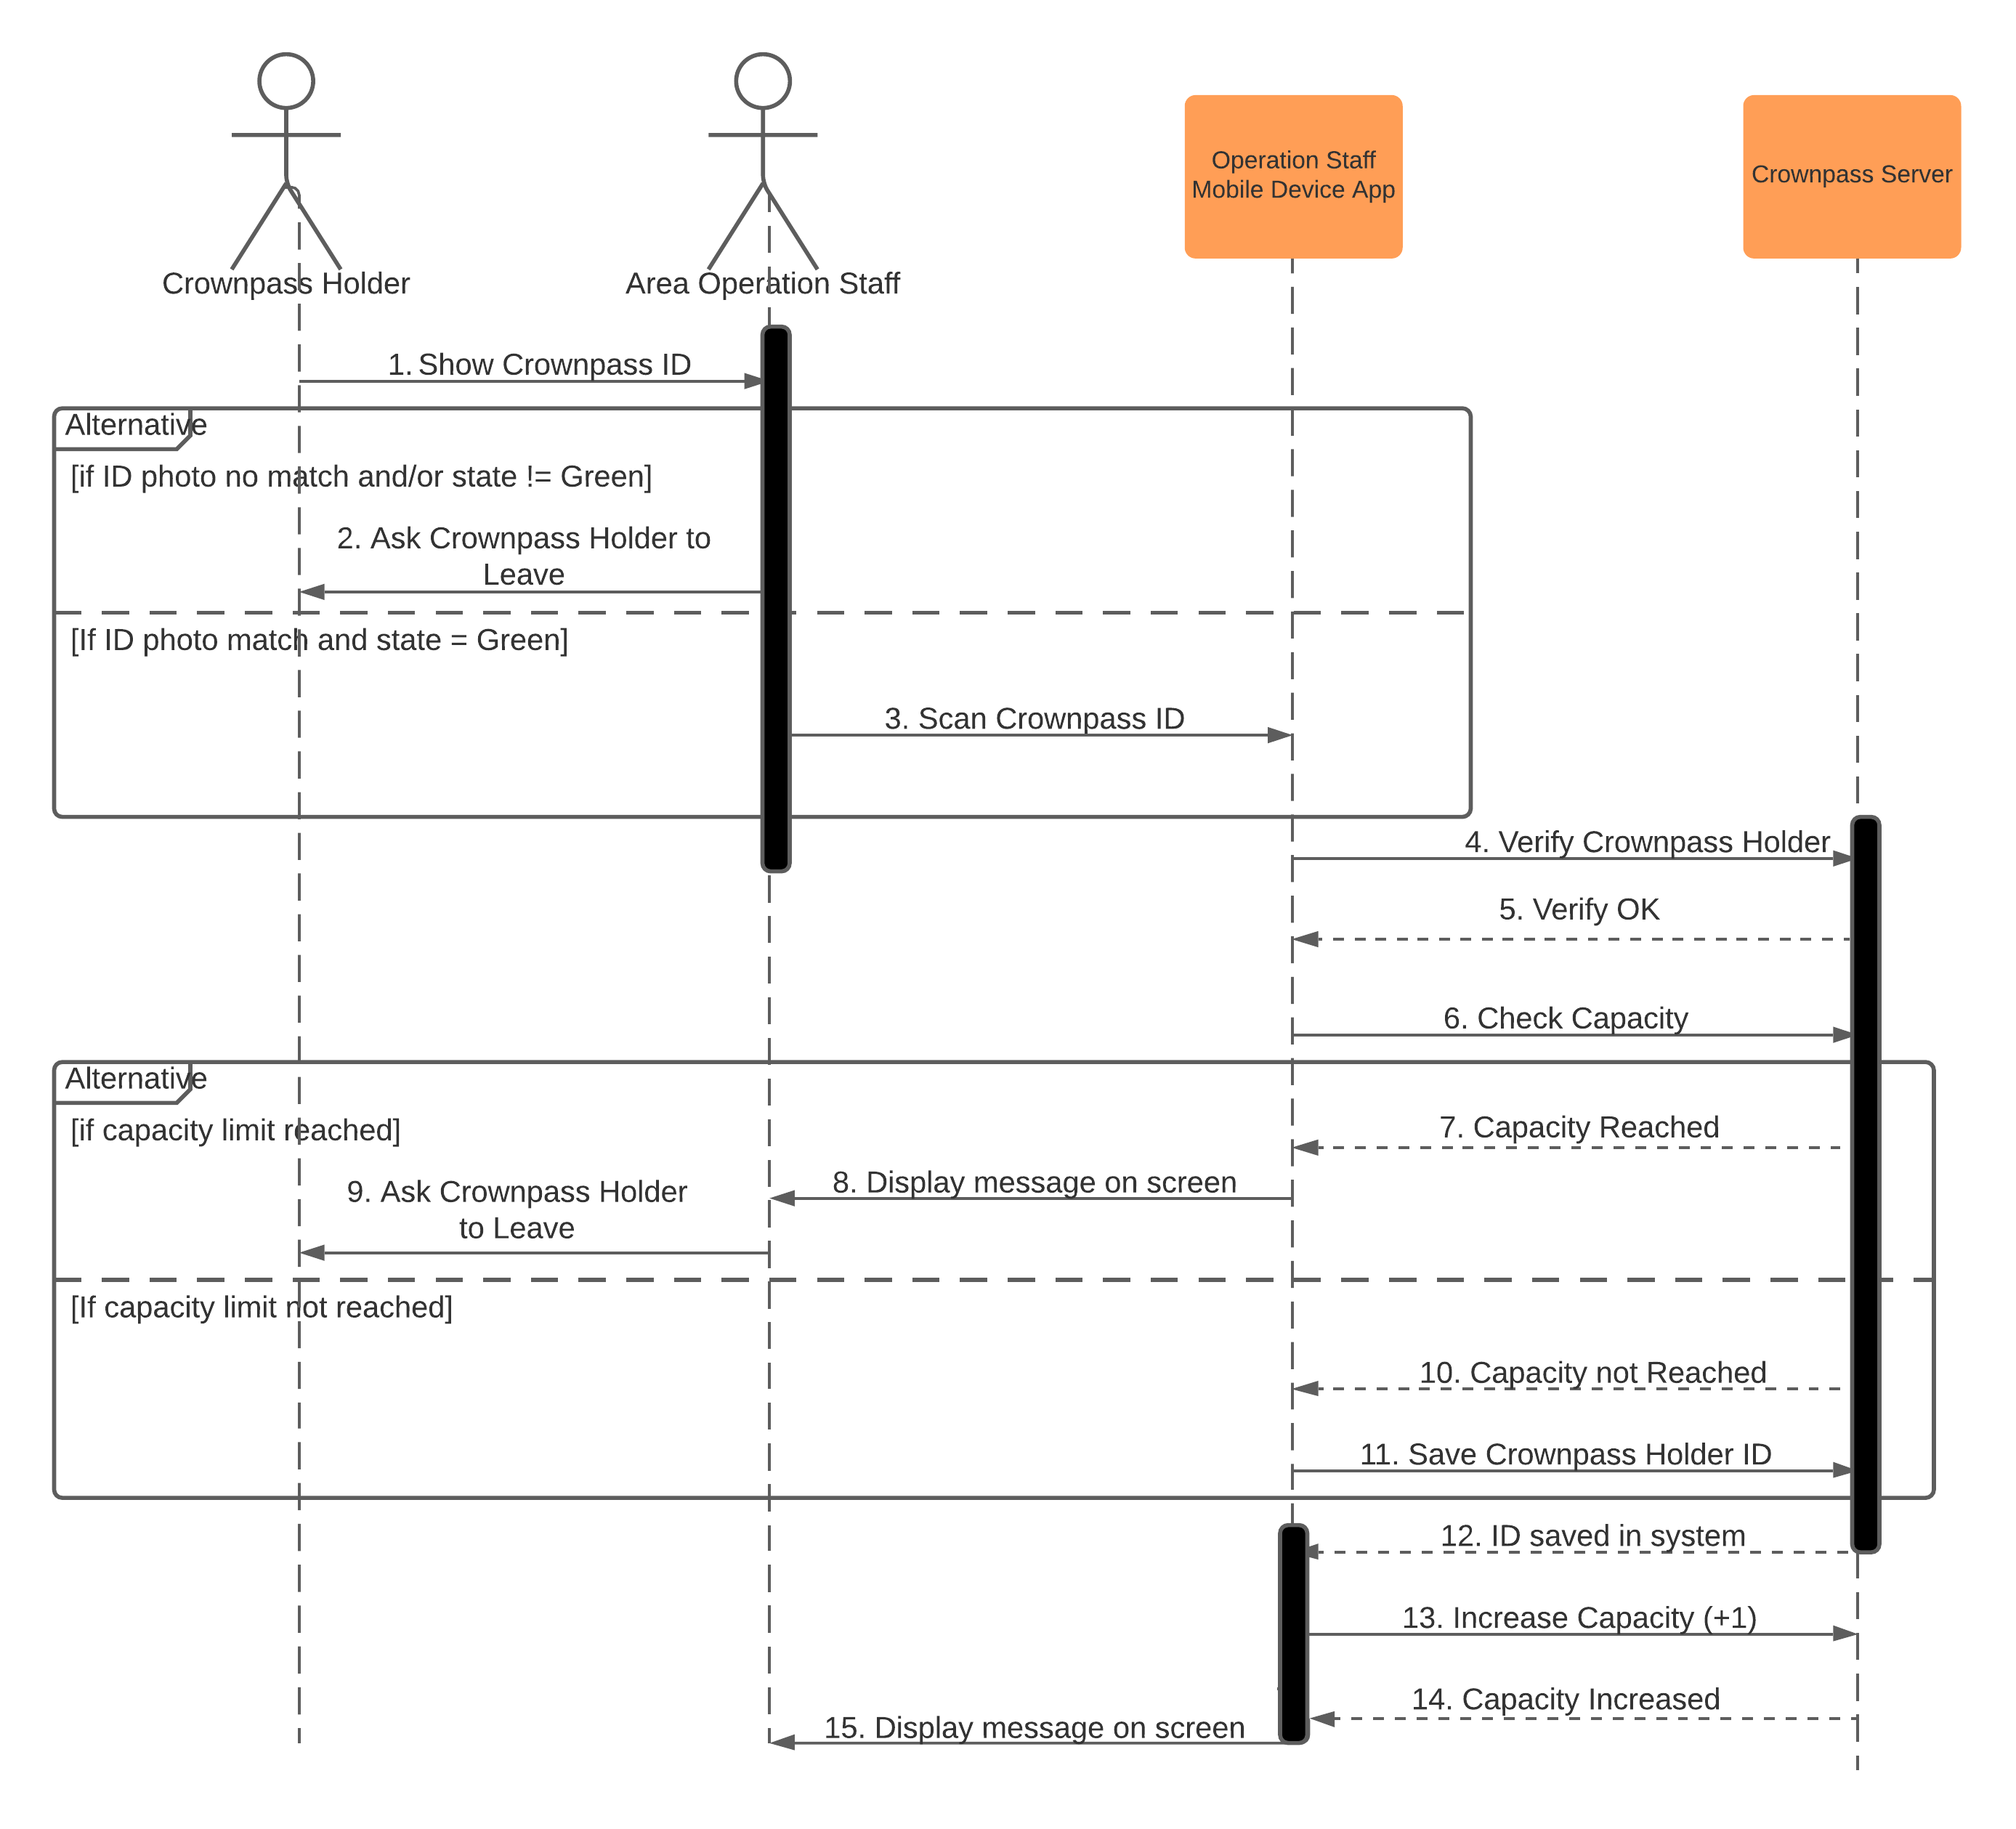 Operation Staff
Mobile Device App
Crownpass Server
Crownpass Holder
Area Operation Staff
1. Show Crownpass ID
Alternative
[if ID photo no match and/or state != Green]
2. Ask Crownpass Holder to
Leave
[If ID photo match and state = Green]
3. Scan Crownpass ID
4. Verify Crownpass Holder
5. Verify OK
6. Check Capacity
Alternative
[if capacity limit reached]
7. Capacity Reached
8. Display message on screen
9. Ask Crownpass Holder
to Leave
[If capacity limit not reached]
10. Capacity not Reached
11. Save Crownpass Holder ID
12. ID saved in system
13. Increase Capacity (+1)
14. Capacity Increased
15. Display message on screen